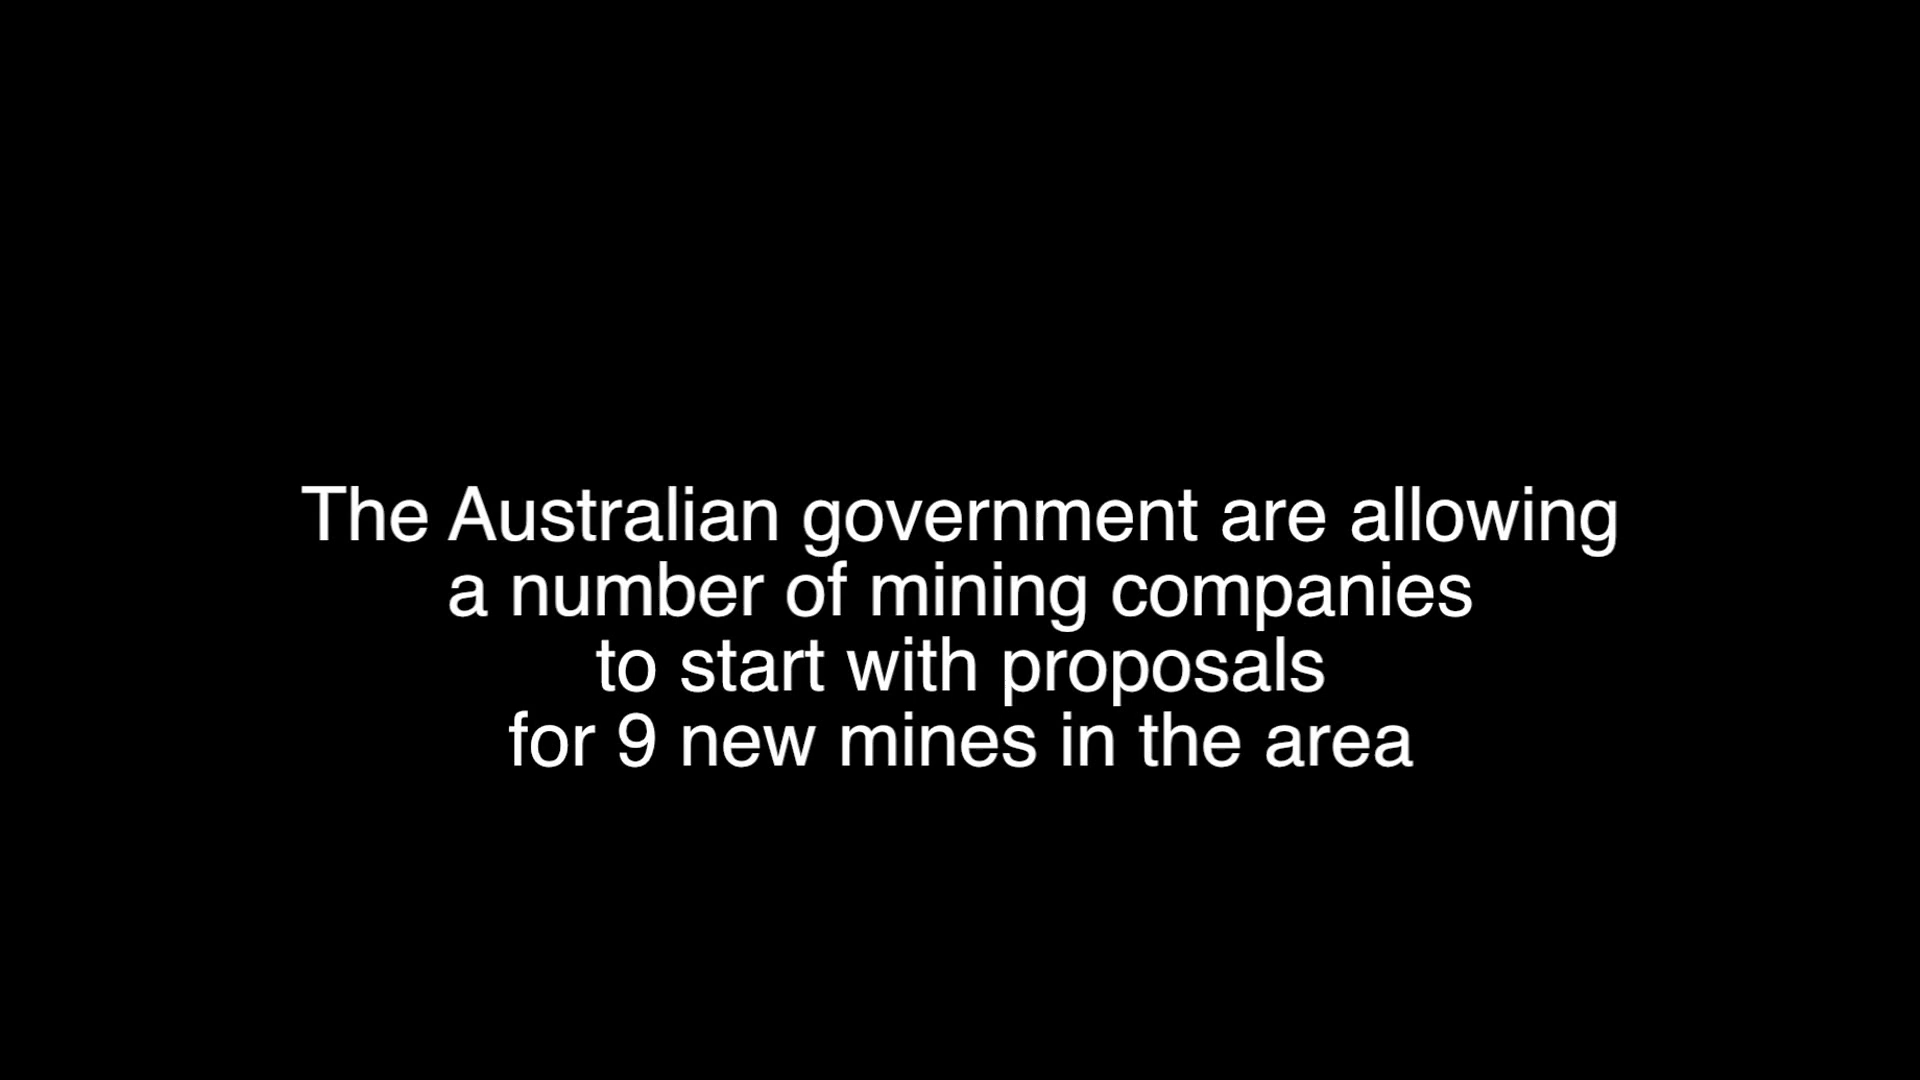 The Australian government are allowing
a number of mining companies
to start with proposals
for 9 new mines in the area